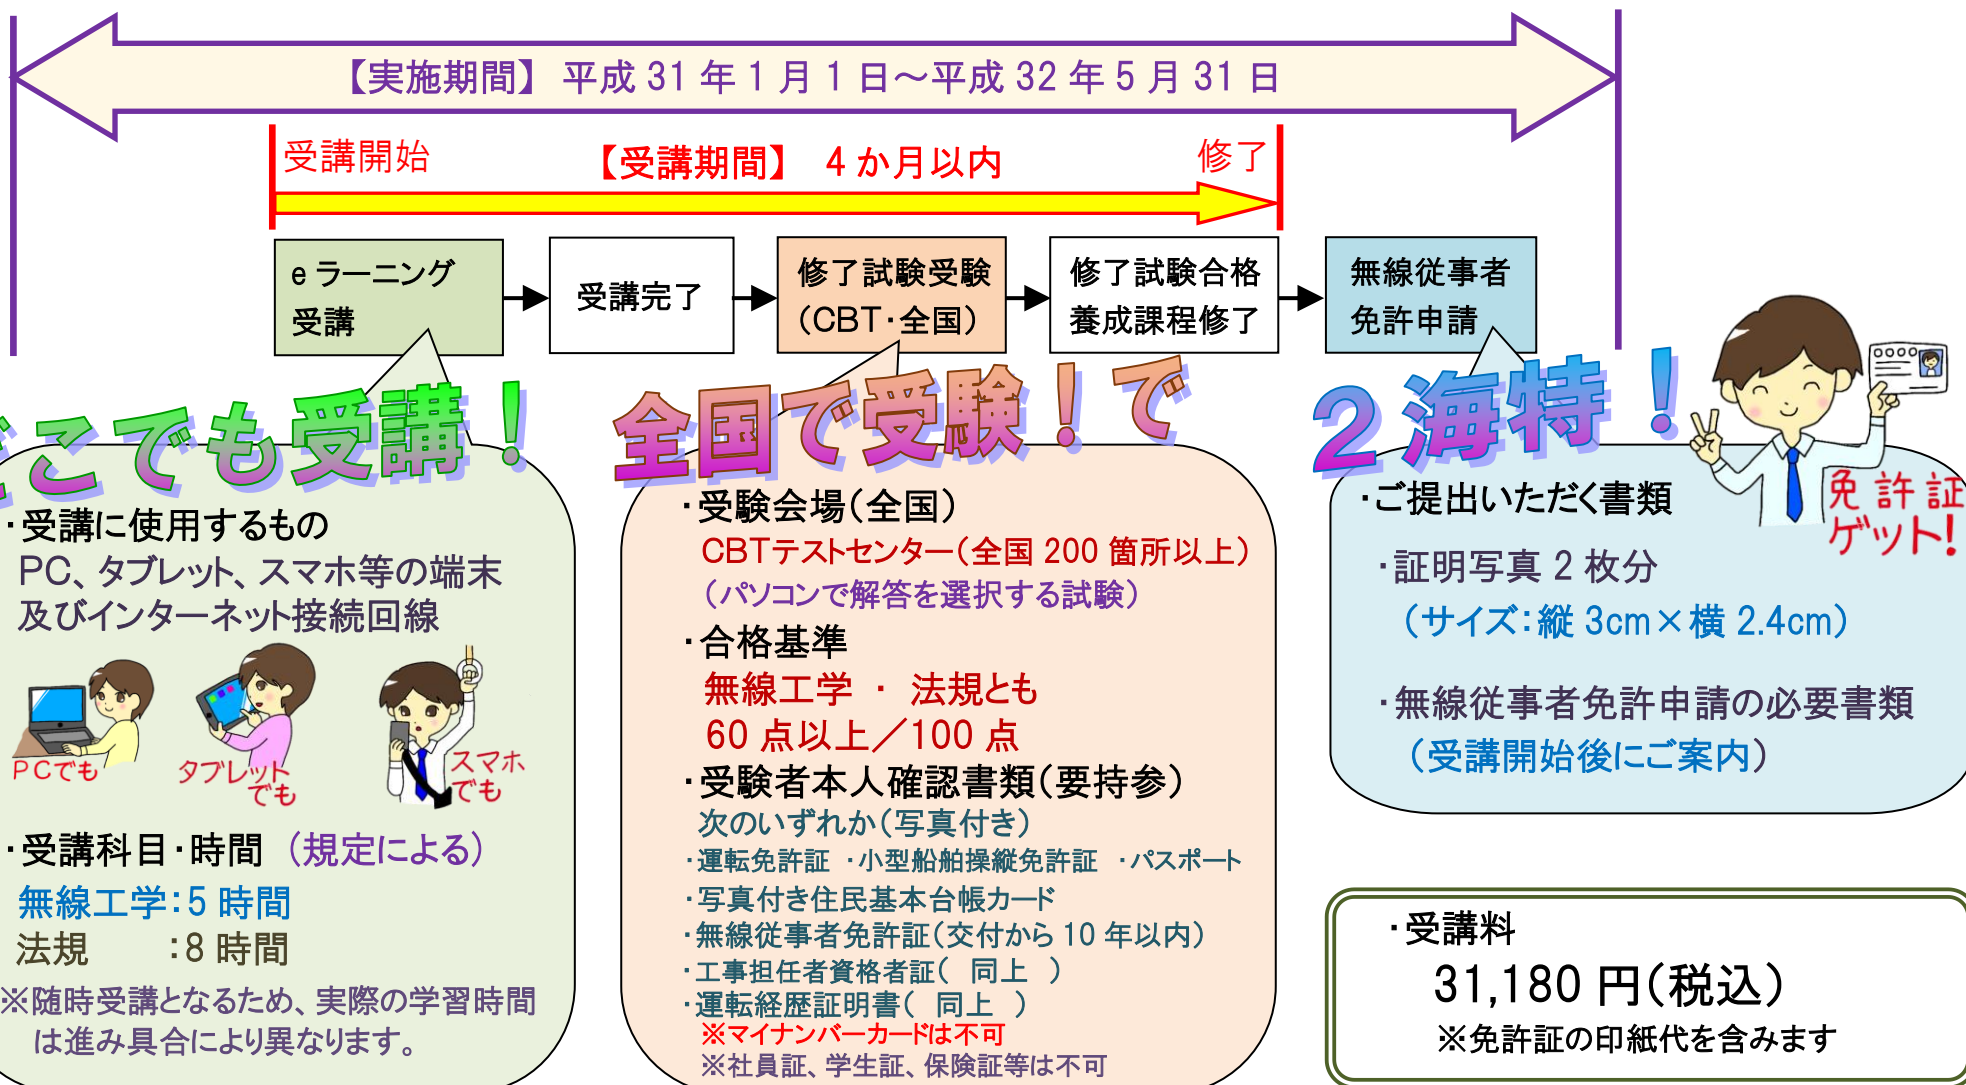 【実施期間】 平成 31 年 1 月 1 日～平成 32 年 5 月 31 日
受講開始
【受講期間】 4 か月以内
修了
e ラーニング
受講
受講完了
修了試験受験
（CBT・全国）
修了試験合格
養成課程修了
無線従事者
免許申請
どこでも受講！
・受講に使用するもの
PC、タブレット、スマホ等の端末
及びインターネット接続回線
PCでも
タブレット
でも
スマホ
でも
・受講科目・時間 （規定による）
無線工学：5 時間
法規 ：8 時間
※随時受講となるため、実際の学習時間
は進み具合により異なります。
全国で受験！で
・受験会場（全国）
CBTテストセンター（全国 200 箇所以上）
（パソコンで解答を選択する試験）
・合格基準
無線工学 ・ 法規とも
60 点以上／100 点
・受験者本人確認書類（要持参）
次のいずれか（写真付き）
・運転免許証 ・小型船舶操縦免許証 ・パスポート
・写真付き住民基本台帳カード
・無線従事者免許証（交付から 10 年以内）
・工事担任者資格者証（ 同上 ）
・運転経歴証明書（ 同上 ）
※マイナンバーカードは不可
※社員証、学生証、保険証等は不可
２海特！
免許証
ゲット！
・ご提出いただく書類
・証明写真 2 枚分
（サイズ：縦 3cm×横 2.4cm）
・無線従事者免許申請の必要書類
（受講開始後にご案内）
・受講料
31,180 円（税込）
※免許証の印紙代を含みます